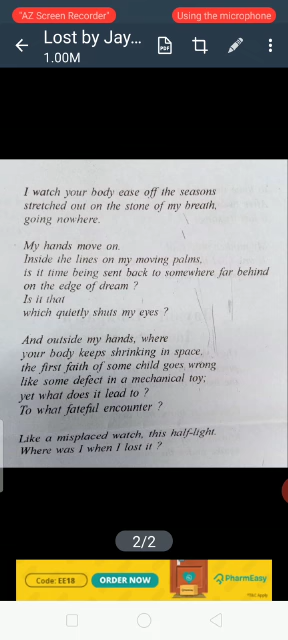 "AZ Screen Recorder"
Using the microphone
Lost by Jay...
1.00M
PDF
I watch your body ease off the seasons
stretched out on the stone of my breath,
going nowhere.
My hands move on.
Inside the lines on my moving palms,
is it time being sent back to somewhere far behind
on the edge of dream ?
Is it that
which quietly shuts my eyes ?
And outside my hands, where
your body keeps shrinking in space,
the first faith of some child goes wrong
like some defect in a mechanical toy;
yet what does it lead to ?
To what fateful encounter ?
Like a misplaced watch, this half-light.
Where was I when I lost it ?
2/2
Code: EE18
ORDER NOW
PharmEasy